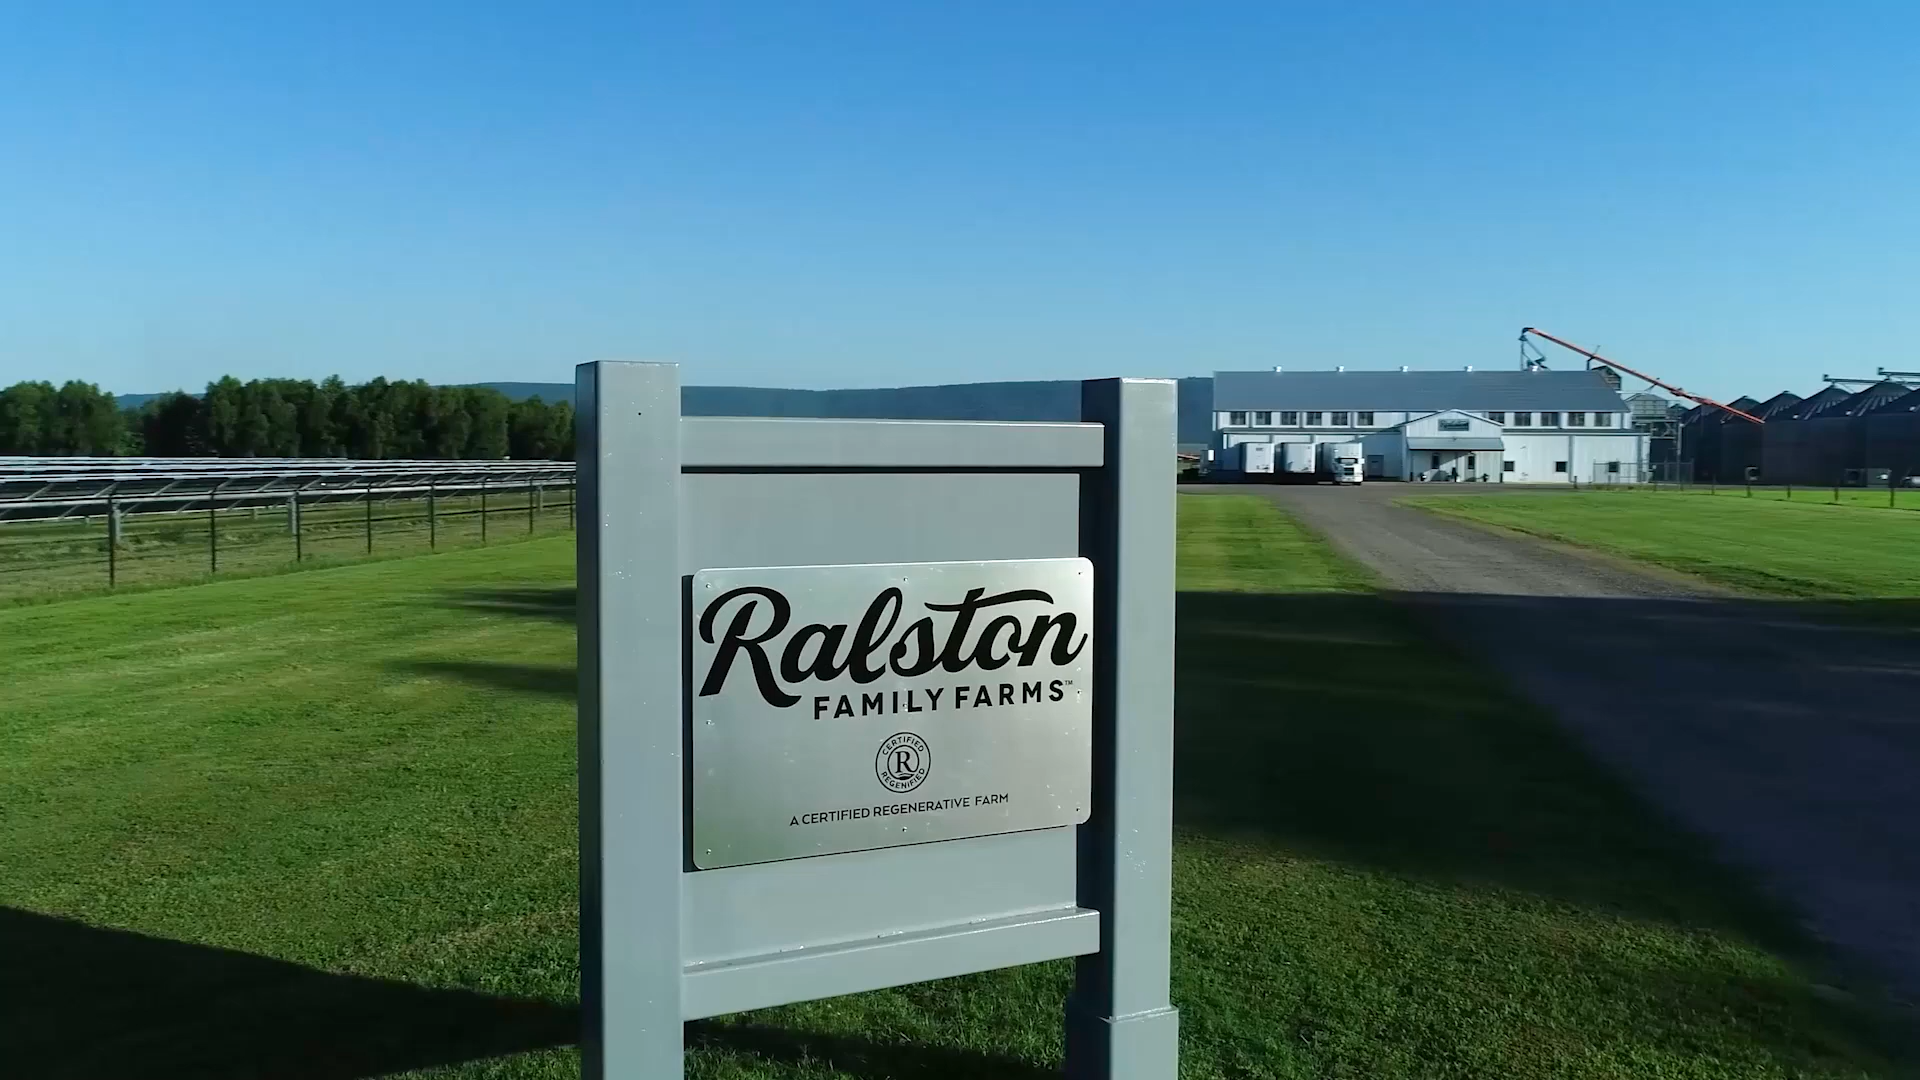 Ralston
FAMILY FARMS™
CERTIFIED
R
REGENIFIED
A CERTIFIED REGENERATIVE FARM